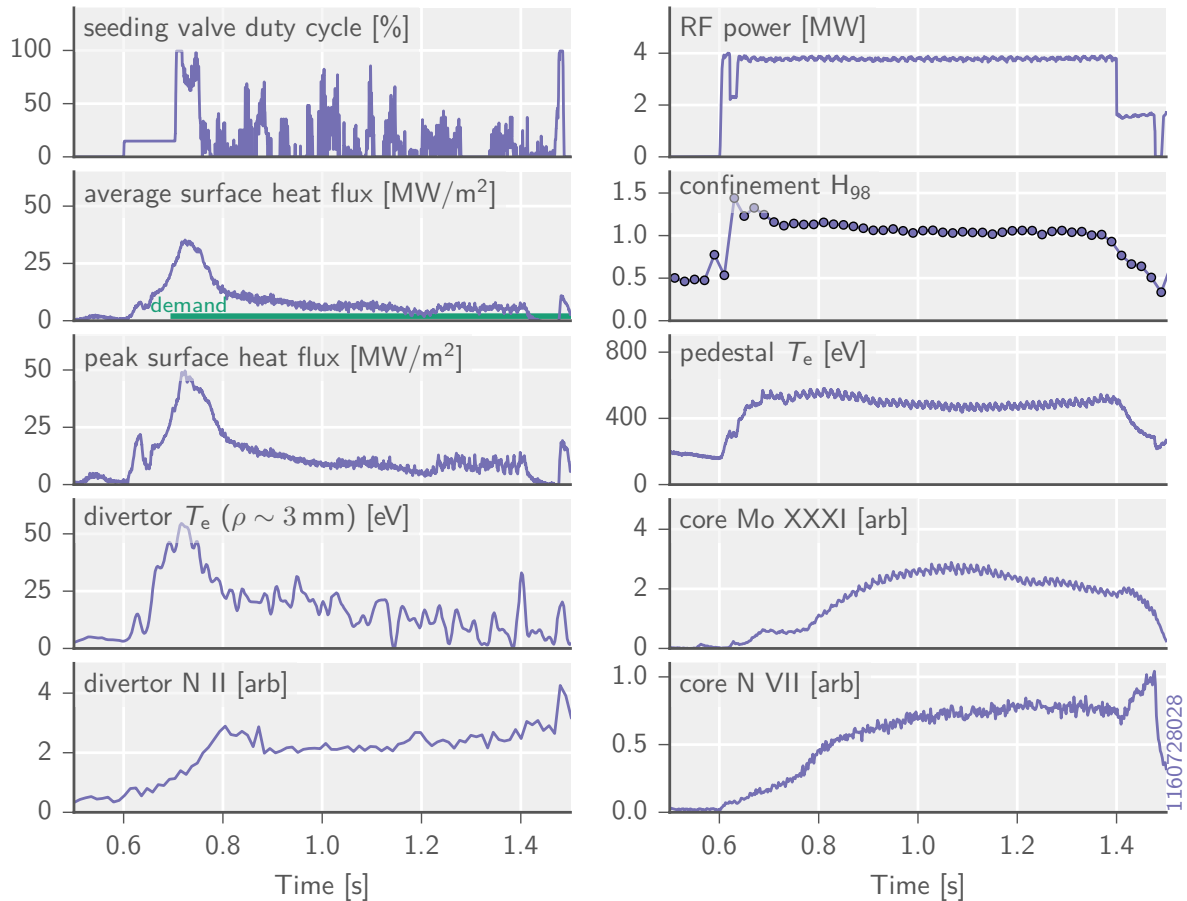 seeding valve duty cycle [%]
100
50
0
average surface heat flux [MW/m²]
50
25
0
demand
peak surface heat flux [MW/m²]
50
25
0
divertor Tₑ (ρ ∼ 3 mm) [eV]
50
25
0
divertor N II [arb]
4
2
0
0.6 0.8 1.0 1.2 1.4
Time [s]
RF power [MW]
4
2
0
confinement H₉₈
1.5
1.0
0.5
0.0
pedestal Tₑ [eV]
800
400
0
core Mo XXXI [arb]
4
2
0
core N VII [arb]
1.0
0.5
0.0
0.6 0.8 1.0 1.2 1.4
Time [s]
1160728028